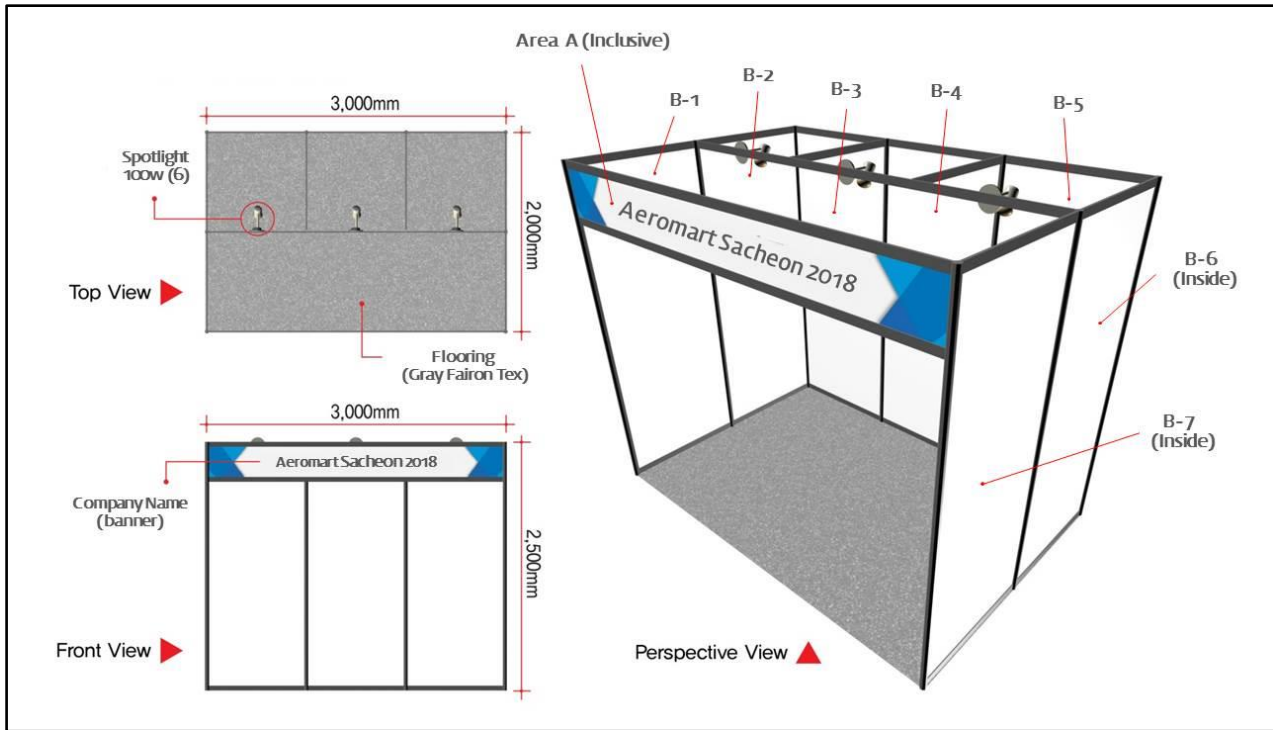 Area A (Inclusive)
B-1
B-2
B-3
B-4
B-5
B-6
(Inside)
B-7
(Inside)
Aeromart Sacheon 2018
Perspective View
3,000mm
2,000mm
Spotlight
100w (6)
Top View
Flooring
(Gray Fairon Tex)
3,000mm
Aeromart Sacheon 2018
Company Name
(banner)
2,500mm
Front View